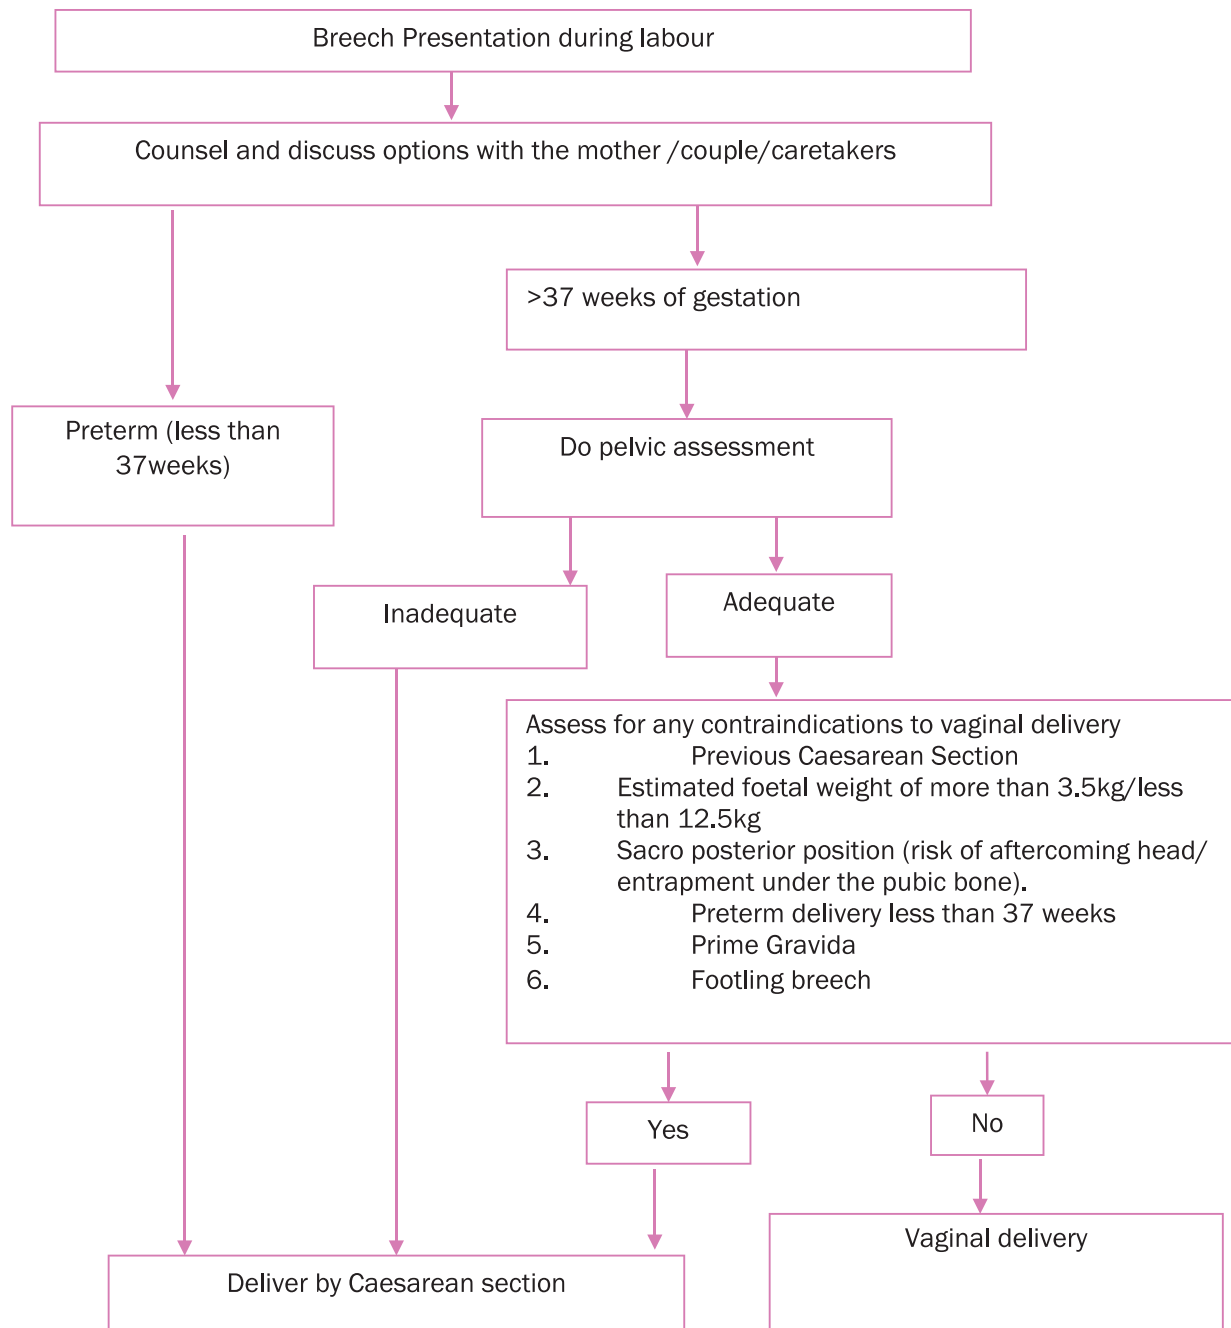 Breech Presentation during labour
Counsel and discuss options with the mother /couple/caretakers
>37 weeks of gestation
Preterm (less than
37weeks)
Do pelvic assessment
Inadequate
Adequate
Assess for any contraindications to vaginal delivery
1. Previous Caesarean Section
2. Estimated foetal weight of more than 3.5kg/less
than 12.5kg
3. Sacro posterior position (risk of aftercoming head/
entrapment under the pubic bone).
4. Preterm delivery less than 37 weeks
5. Prime Gravida
6. Footling breech
Yes
No
Deliver by Caesarean section
Vaginal delivery